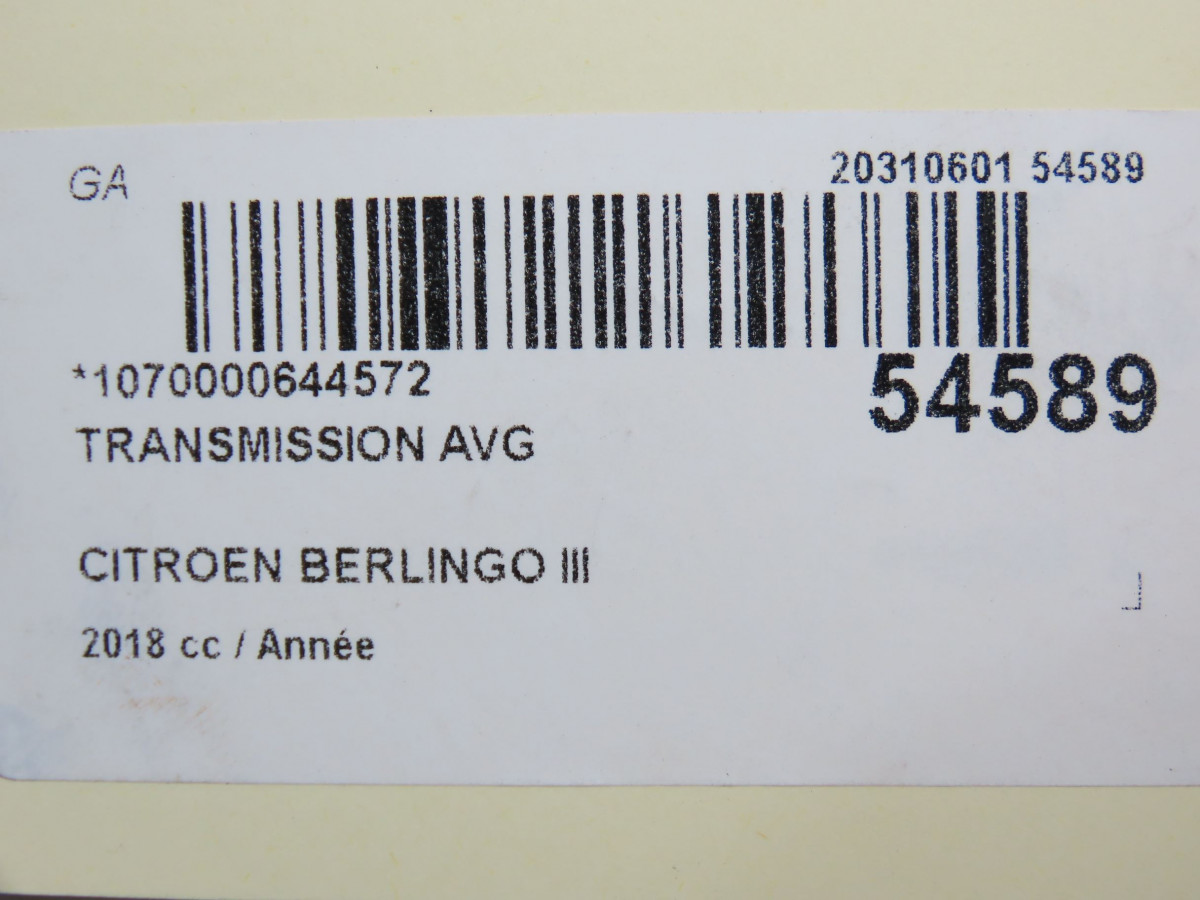 GA
20310601 54589
*1070000644572
54589
TRANSMISSION AVG
CITROEN BERLINGO III
2018 cc / Année